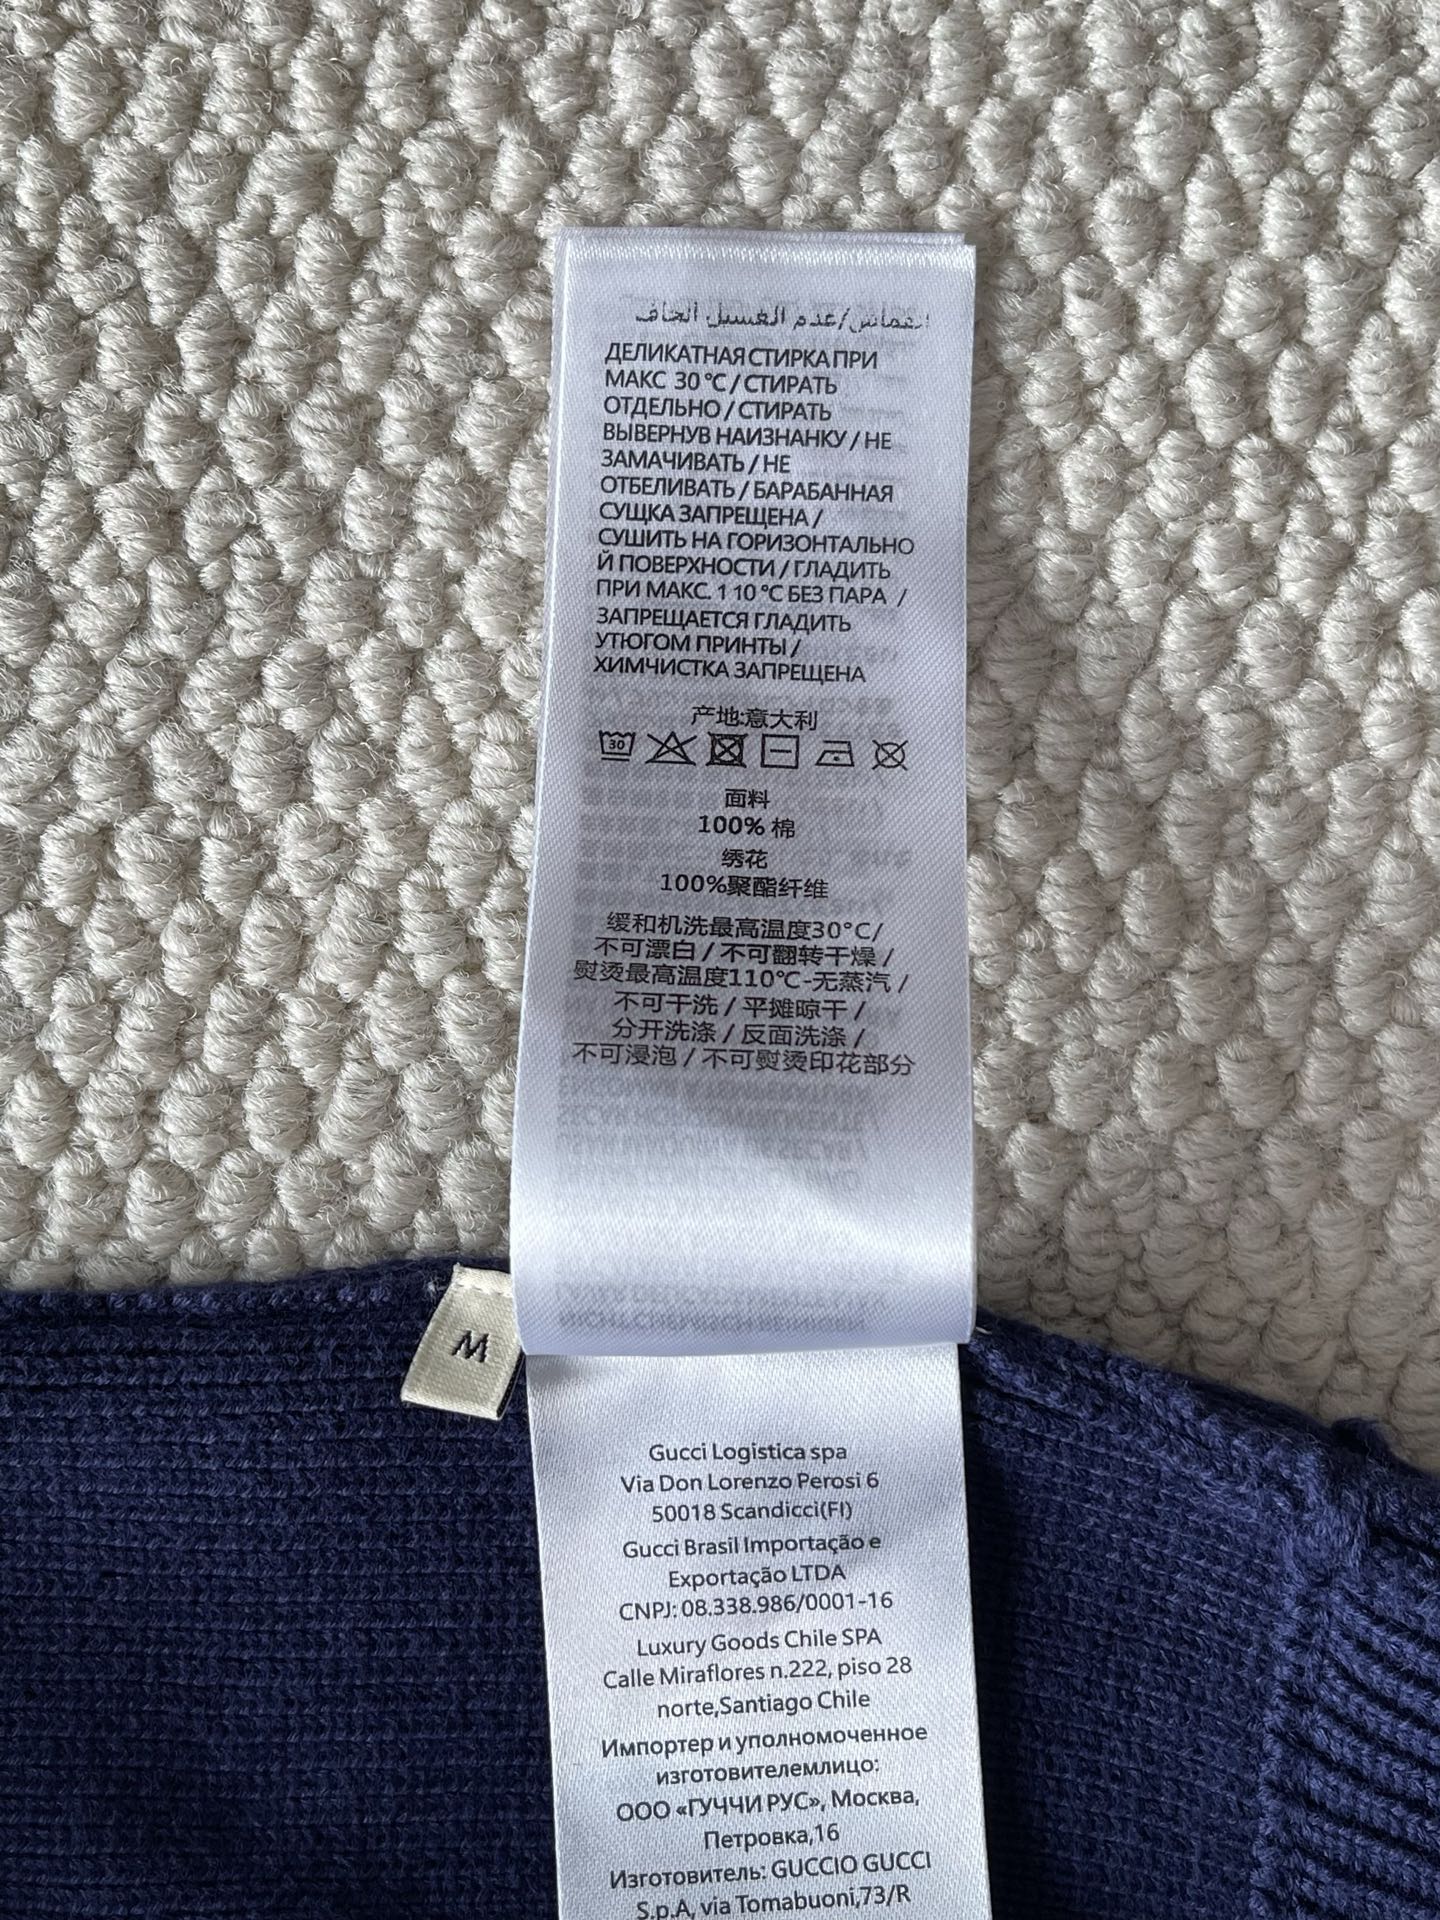 القماش/عدم الغسيل الجاف
ДЕЛИКАТНАЯ СТИРКА ПРИ
МАКС 30 °C / СТИРАТЬ
ОТДЕЛЬНО / СТИРАТЬ
ВЫВЕРНУВ НАИЗНАНКУ / НЕ
ЗАМАЧИВАТЬ / НЕ
ОТБЕЛИВАТЬ / БАРАБАННАЯ
СУЩКА ЗАПРЕЩЕНА /
СУШИТЬ НА ГОРИЗОНТАЛЬНО
Й ПОВЕРХНОСТИ / ГЛАДИТЬ
ПРИ МАКС. 1 10 °C БЕЗ ПАРА /
ЗАПРЕЩАЕТСЯ ГЛАДИТЬ
УТЮГОМ ПРИНТЫ /
ХИМЧИСТКА ЗАПРЕЩЕНА
产地:意大利
30
面料
100% 棉
绣花
100%聚酯纤维
缓和机洗最高温度30°C/
不可漂白 / 不可翻转干燥 /
熨烫最高温度110℃-无蒸汽 /
不可干洗 / 平摊晾干 /
分开洗涤 / 反面洗涤 /
不可浸泡 / 不可熨烫印花部分
M
Gucci Logistica spa
Via Don Lorenzo Perosi 6
50018 Scandicci(FI)
Gucci Brasil Importação e
Exportação LTDA
CNPJ: 08.338.986/0001-16
Luxury Goods Chile SPA
Calle Miraflores n.222, piso 28
norte,Santiago Chile
Импортер и уполномоченное
изготовителемлицо:
ООО «ГУЧЧИ РУС», Москва,
Петровка,16
Изготовитель: GUCCIO GUCCI
S.p.A, via Tomabuoni,73/R